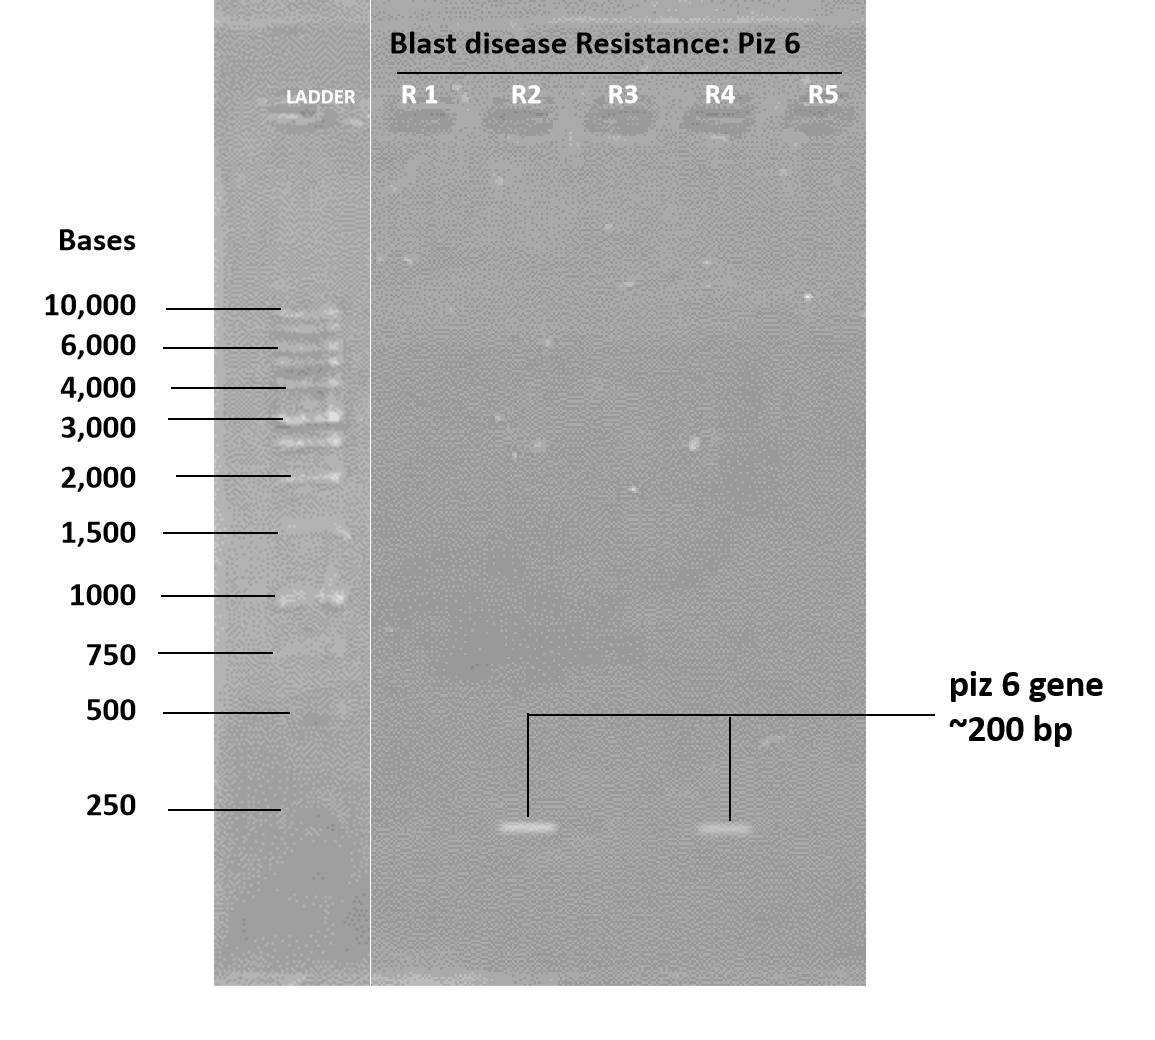 Blast disease Resistance: Piz 6
LADDER R 1 R2 R3 R4 R5
Bases
10,000
6,000
4,000
3,000
2,000
1,500
1000
750
500
250
piz 6 gene
~200 bp